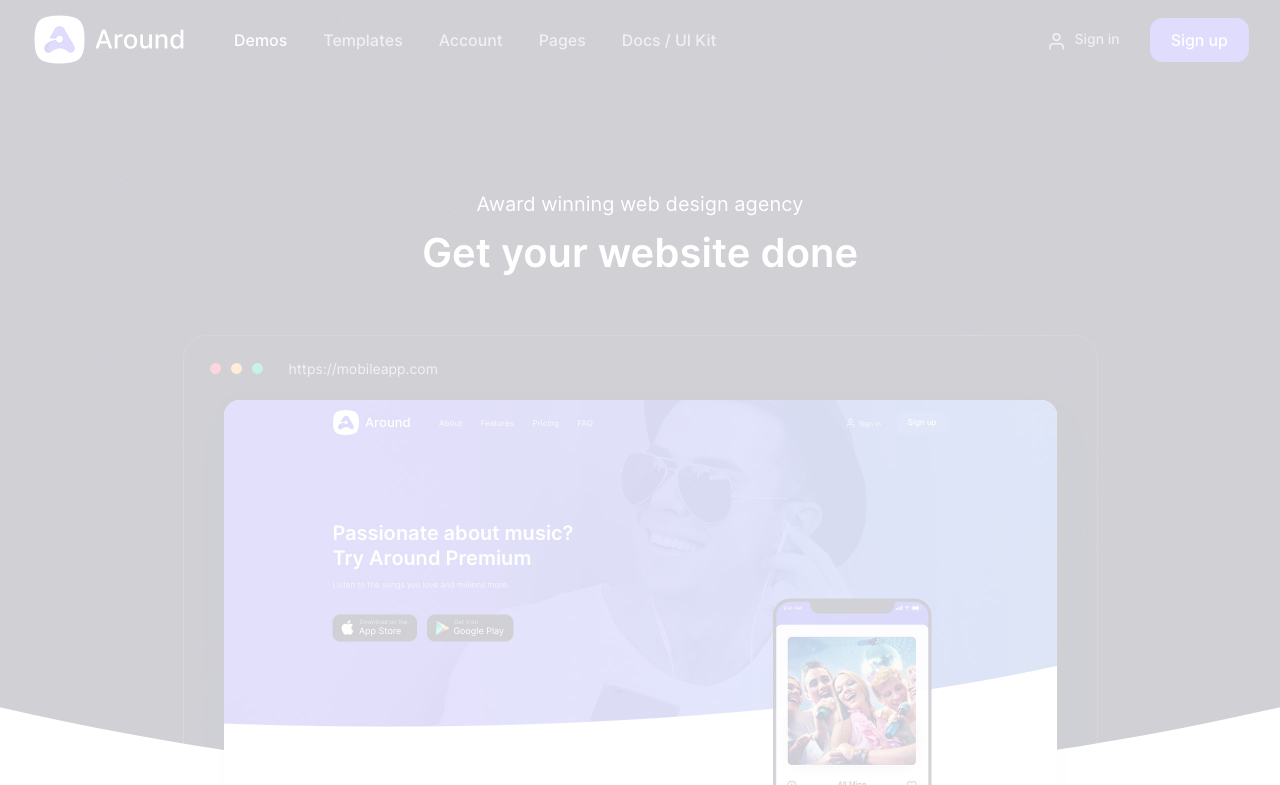 Around
Demos
Templates
Account
Pages
Docs / UI Kit
Sign in
Sign up
Award winning web design agency
Get your website done
https://mobileapp.com
Around
About
Features
Pricing
FAQ
Sign in
Sign up
Passionate about music?
Try Around Premium
Listen to the songs you love and millions more.
Download on the
App Store
Get it on
Google Play
All Mine